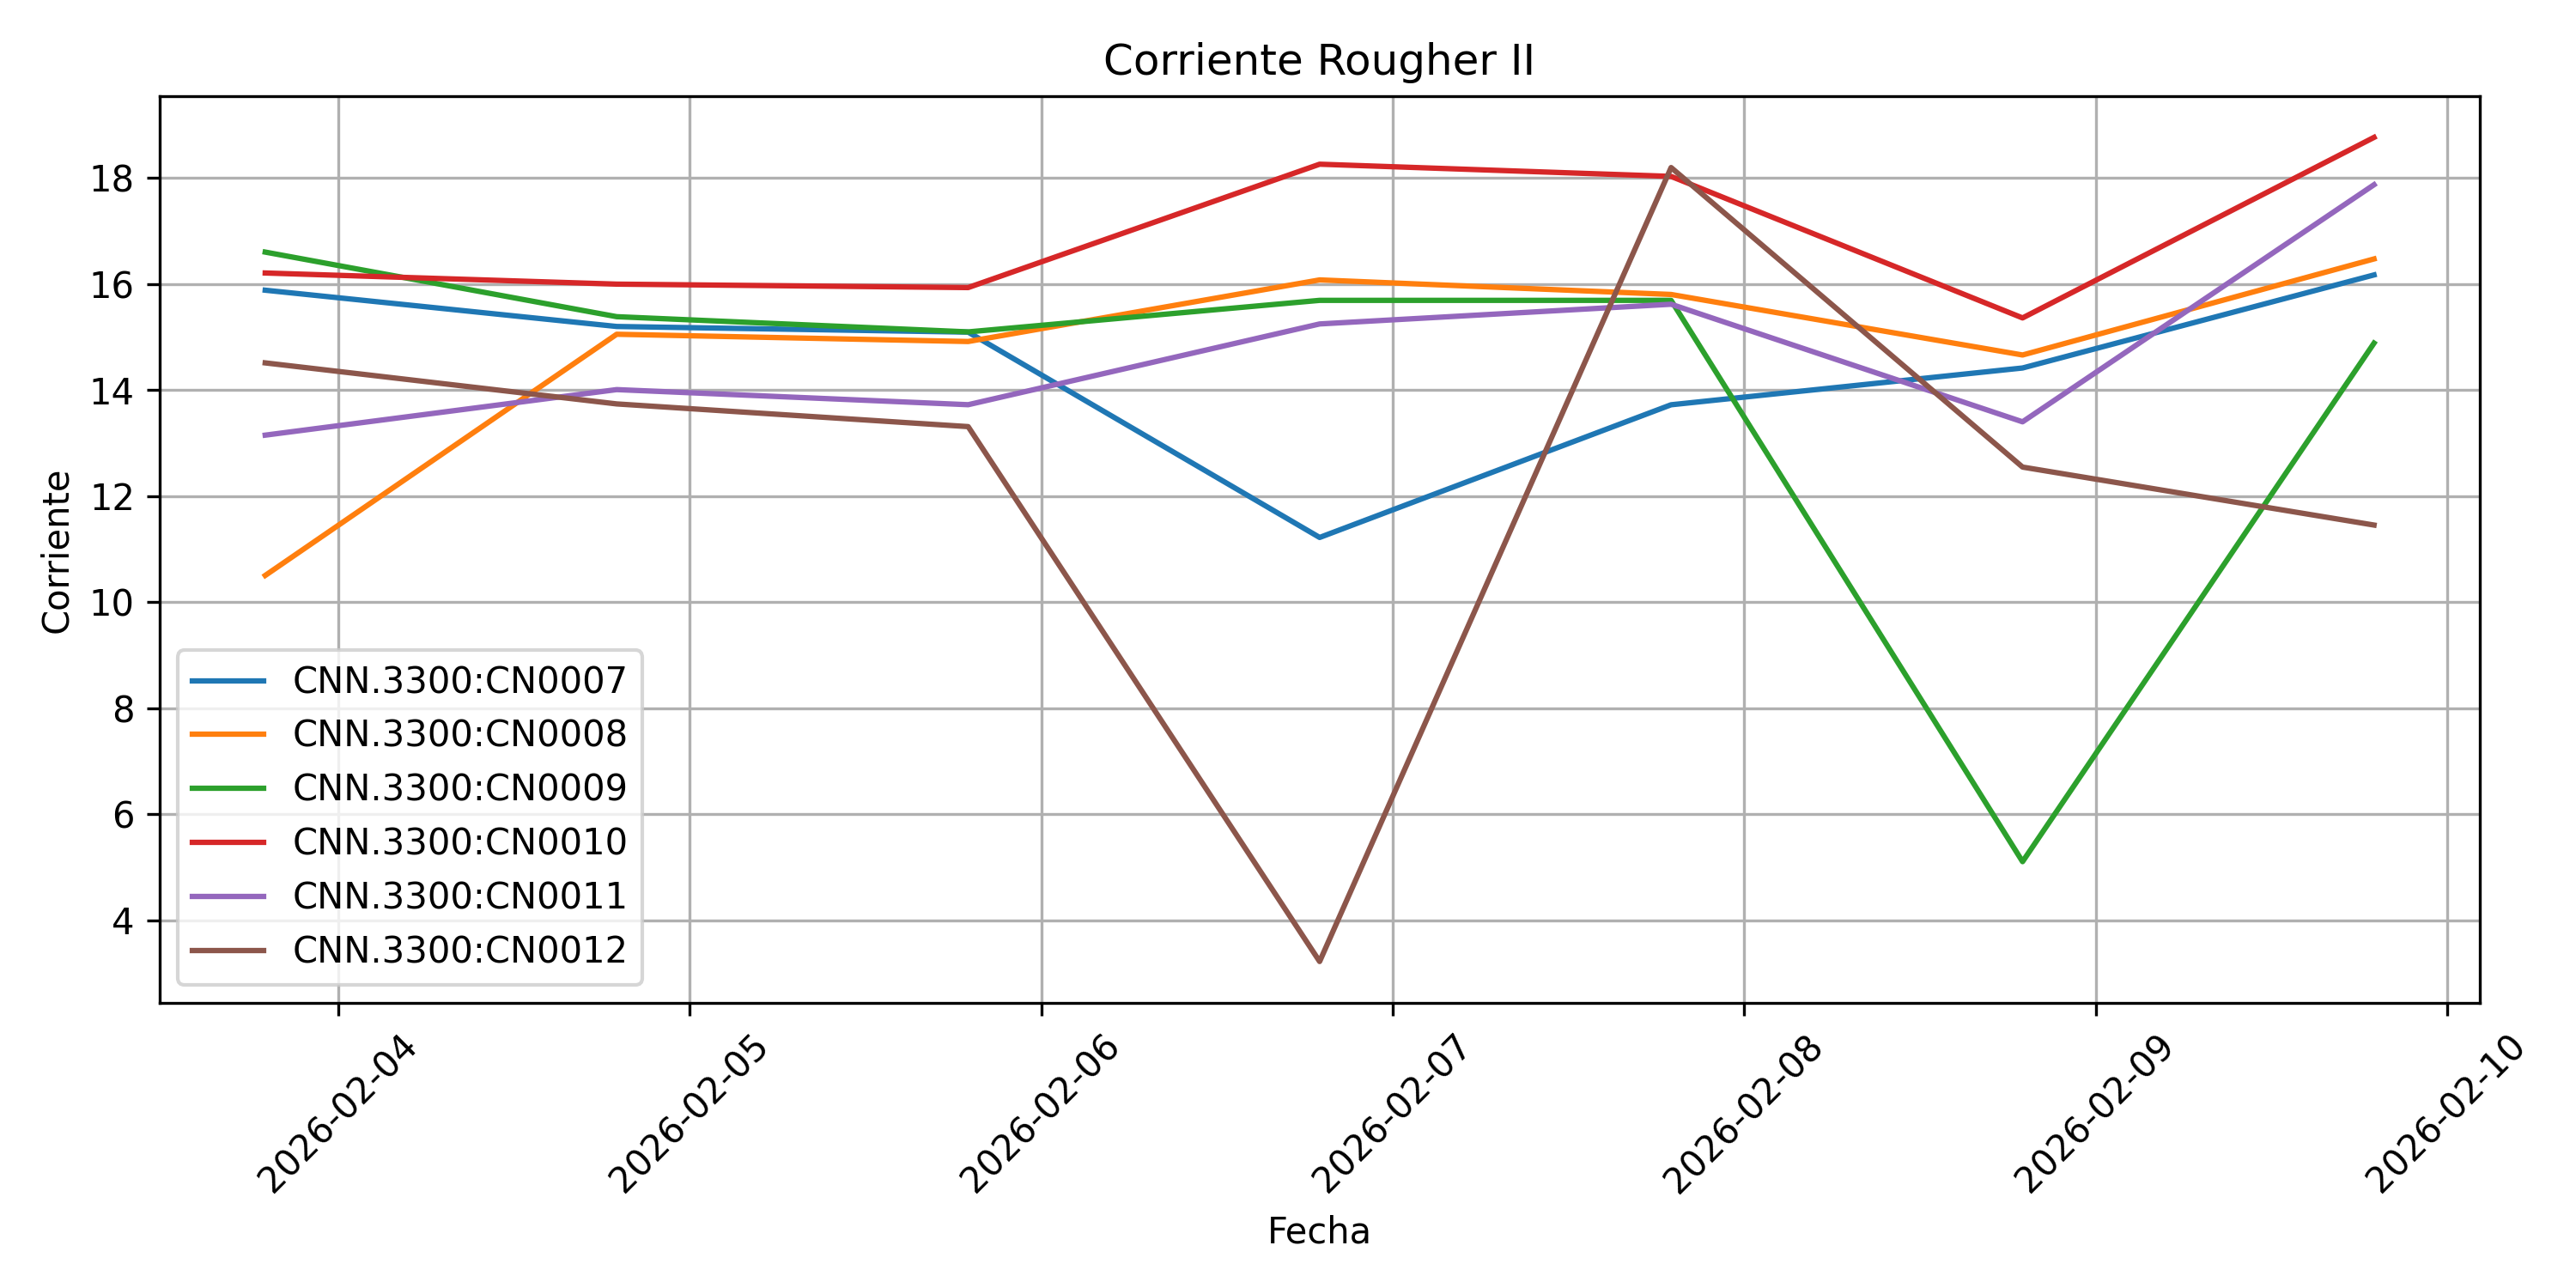 Corriente Rougher II
Corriente
18
16
14
12
10
8
6
4
CNN.3300:CN0007
CNN.3300:CN0008
CNN.3300:CN0009
CNN.3300:CN0010
CNN.3300:CN0011
CNN.3300:CN0012
2026-02-04
2026-02-05
2026-02-06
2026-02-07
2026-02-08
2026-02-09
2026-02-10
Fecha